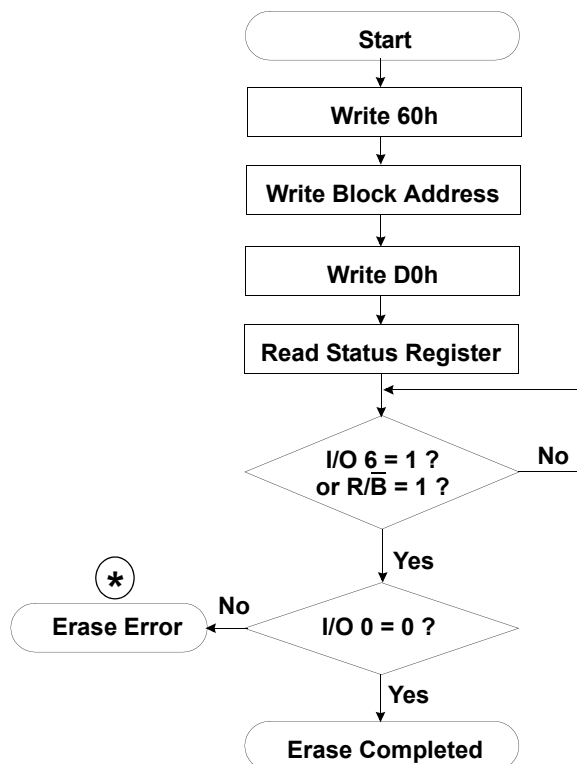 Start
Write 60h
Write Block Address
Write D0h
Read Status Register
I/O 6 = 1 ?
or R/B̅ = 1 ?
No
Yes
*
No
Erase Error
I/O 0 = 0 ?
Yes
Erase Completed